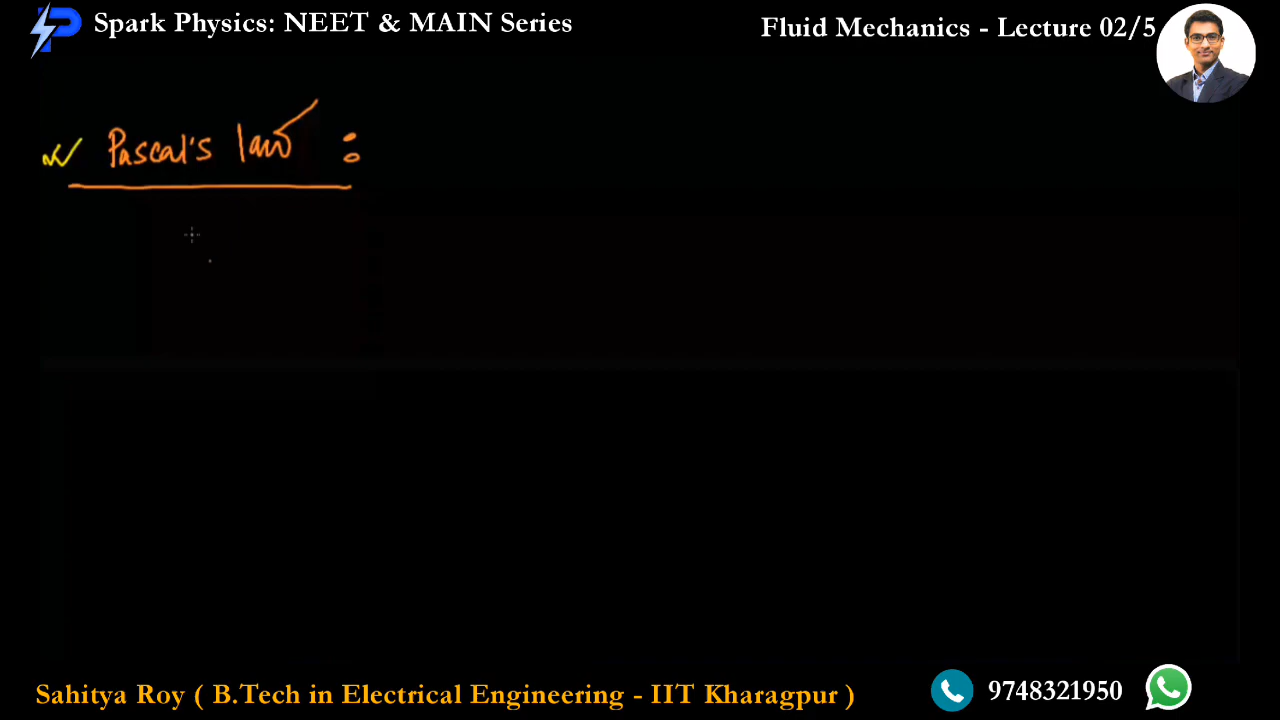 Spark Physics: NEET & MAIN Series
Fluid Mechanics - Lecture 02/5
Pascal's law :
Sahitya Roy ( B.Tech in Electrical Engineering - IIT Kharagpur )
9748321950